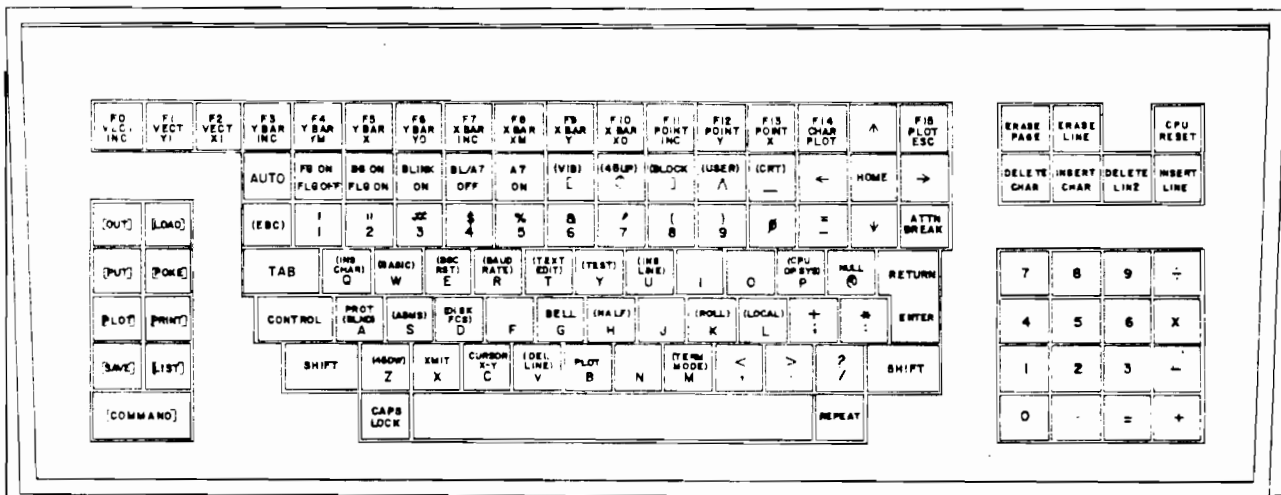 F0 VECT INC F1 VECT Y1 F2 VECT X1 F3 Y BAR INC F4 Y BAR YM F5 Y BAR X F6 Y BAR YO F7 X BAR INC F8 X BAR XM F9 X BAR Y F10 X BAR XO F11 POINT INC F12 POINT Y F13 POINT X F14 CHAR PLOT ↑ F15 PLOT ESC
ERASE PAGE ERASE LINE CPU RESET
AUTO FG ON FLG OFF BG ON FLG ON BLINK ON BL/A7 OFF A7 ON (VIB) [ (48UP) (BLOCK) ] (USER) ^ (CRT) _ ← HOME →
DELETE CHAR INSERT CHAR DELETE LINE INSERT LINE
[OUT] [LOAD]
(ESC) ! 1 " 2 # 3 $ 4 % 5 & 6 ' 7 ( 8 ) 9 Ø = - ↓ ATTN BREAK
[PUT] [POKE]
TAB (INS CHAR) Q (BASIC) W (ESC RST) E (BAUD RATE) R (TEXT EDIT) T (TEST) Y (INS LINE) U I O (CPU OP SYS) P NULL @ RETURN
7 8 9 ÷
[PLOT] [PRINT]
CONTROL PROT (BLIND) A (ASMS) S (DISK FCS) D F BELL G (HALF) H J (ROLL) K (LOCAL) L + ; * : ENTER
4 5 6 X
[SAVE] [LIST]
SHIFT (48DW) Z XMIT X CURSOR X-Y C (DEL LINE) V PLOT B N (TERM MODE) M < , > . ? / SHIFT
1 2 3 −
[COMMAND]
CAPS LOCK REPEAT
0 . = +